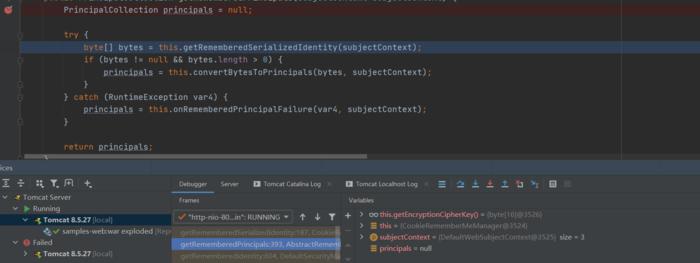 PrincipalCollection principals = null;
try {
byte[] bytes = this.getRememberedSerializedIdentity(subjectContext);
if (bytes != null && bytes.length > 0) {
principals = this.convertBytesToPrincipals(bytes, subjectContext);
}
} catch (RuntimeException var4) {
principals = this.onRememberedPrincipalFailure(var4, subjectContext);
}
return principals;
ices
Debugger
Server
Tomcat Catalina Log
Tomcat Localhost Log
Tomcat Server
Running
Tomcat 8.5.27 [local]
samples-web:war exploded [Rep
Failed
Tomcat 8.5.27 [local]
Frames
"http-nio-80...in": RUNNING
getRememberedSerializedIdentity:187, Cookie
getRememberedPrincipals:393, AbstractRemem
getRememberedIdentity:604, DefaultSecurityMa
Variables
this.getEncryptionCipherKey() = {byte[16]@3526}
this = {CookieRememberMeManager@3524}
subjectContext = {DefaultWebSubjectContext@3525} size = 3
principals = null